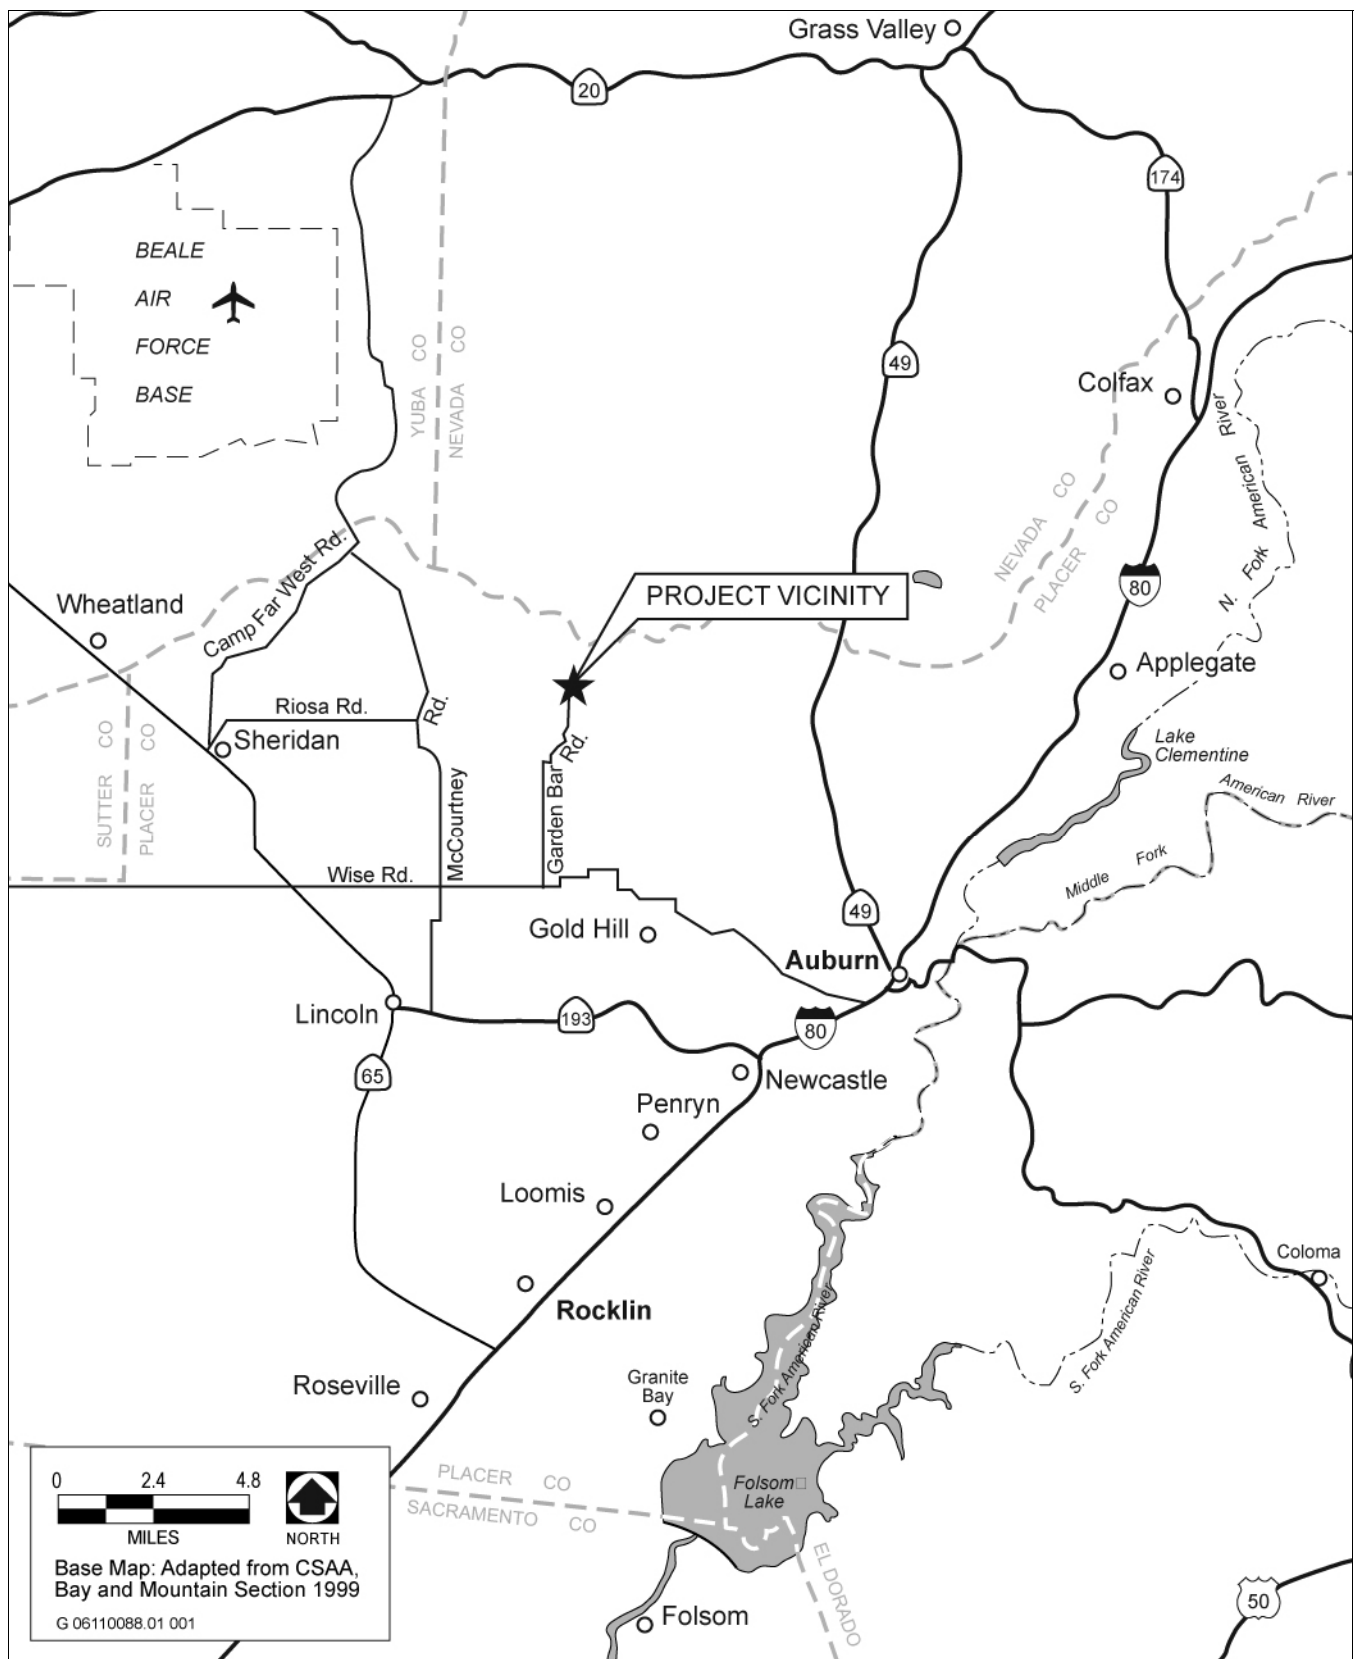 Grass Valley
20
174
BEALE
AIR
FORCE
BASE
YUBA CO
NEVADA CO
49
Colfax
N. Fork American River
NEVADA CO
PLACER CO
80
Camp Far West Rd.
Wheatland
PROJECT VICINITY
Applegate
Riosa Rd.
Sheridan
McCourtney Rd.
Garden Bar Rd.
Lake
Clementine
American River
SUTTER CO
PLACER CO
Wise Rd.
Middle Fork
49
Gold Hill
Auburn
Lincoln
193
80
65
Newcastle
Penryn
Loomis
Coloma
Rocklin
S. Fork American River
S. Fork American River
Roseville
Granite
Bay
PLACER CO
SACRAMENTO CO
Folsom
Lake
EL DORADO
Folsom
50
0 2.4 4.8
MILES
NORTH
Base Map: Adapted from CSAA,
Bay and Mountain Section 1999
G 06110088.01 001